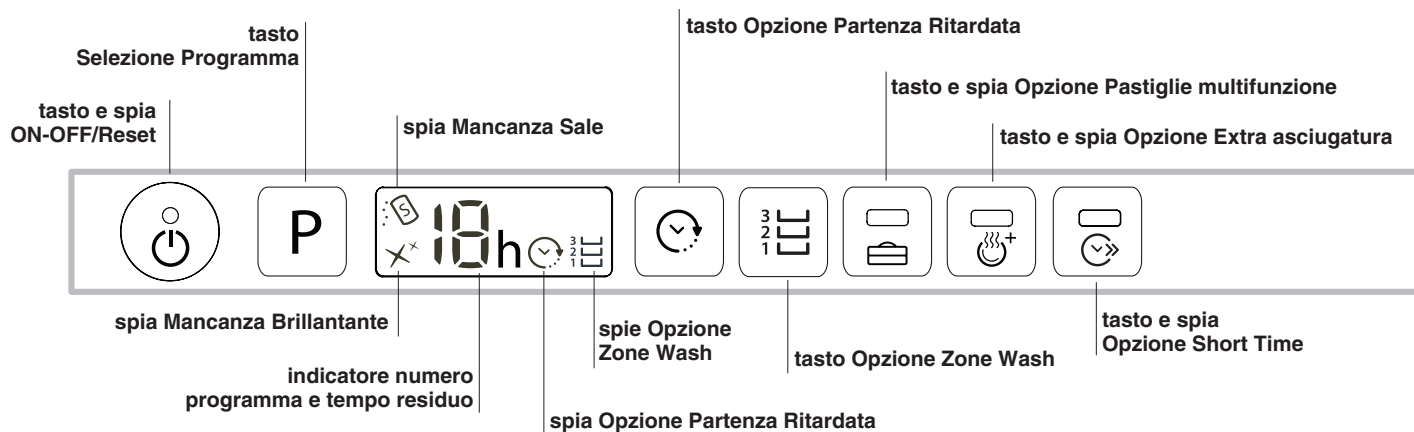 tasto
Selezione Programma
tasto Opzione Partenza Ritardata
tasto e spia Opzione Pastiglie multifunzione
tasto e spia
ON-OFF/Reset
spia Mancanza Sale
tasto e spia Opzione Extra asciugatura
P
S
18h
3
2
1
3
2
1
+
spia Mancanza Brillantante
spie Opzione
Zone Wash
tasto Opzione Zone Wash
tasto e spia
Opzione Short Time
indicatore numero
programma e tempo residuo
spia Opzione Partenza Ritardata